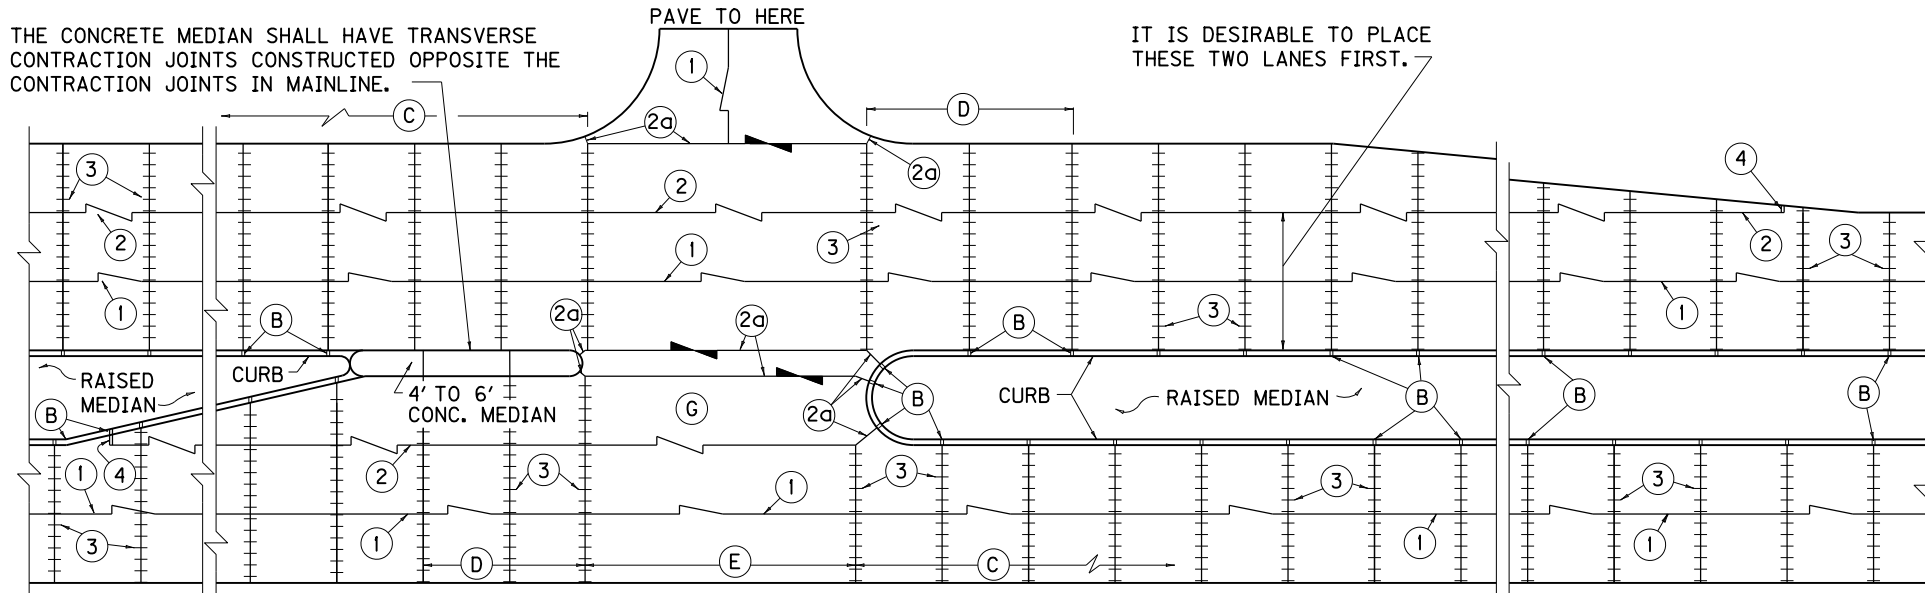 PAVE TO HERE
THE CONCRETE MEDIAN SHALL HAVE TRANSVERSE
CONTRACTION JOINTS CONSTRUCTED OPPOSITE THE
CONTRACTION JOINTS IN MAINLINE.
IT IS DESIRABLE TO PLACE
THESE TWO LANES FIRST.
1
C
D
2a
2a
4
3
2
2
3
1
2
3
1
3
1
B
2a
2a
B
CURB
RAISED
MEDIAN
B
4' TO 6'
CONC. MEDIAN
G
2a
B
CURB
RAISED MEDIAN
B
B
B
1
4
2
3
1
3
3
3
3
1
1
1
D
E
C